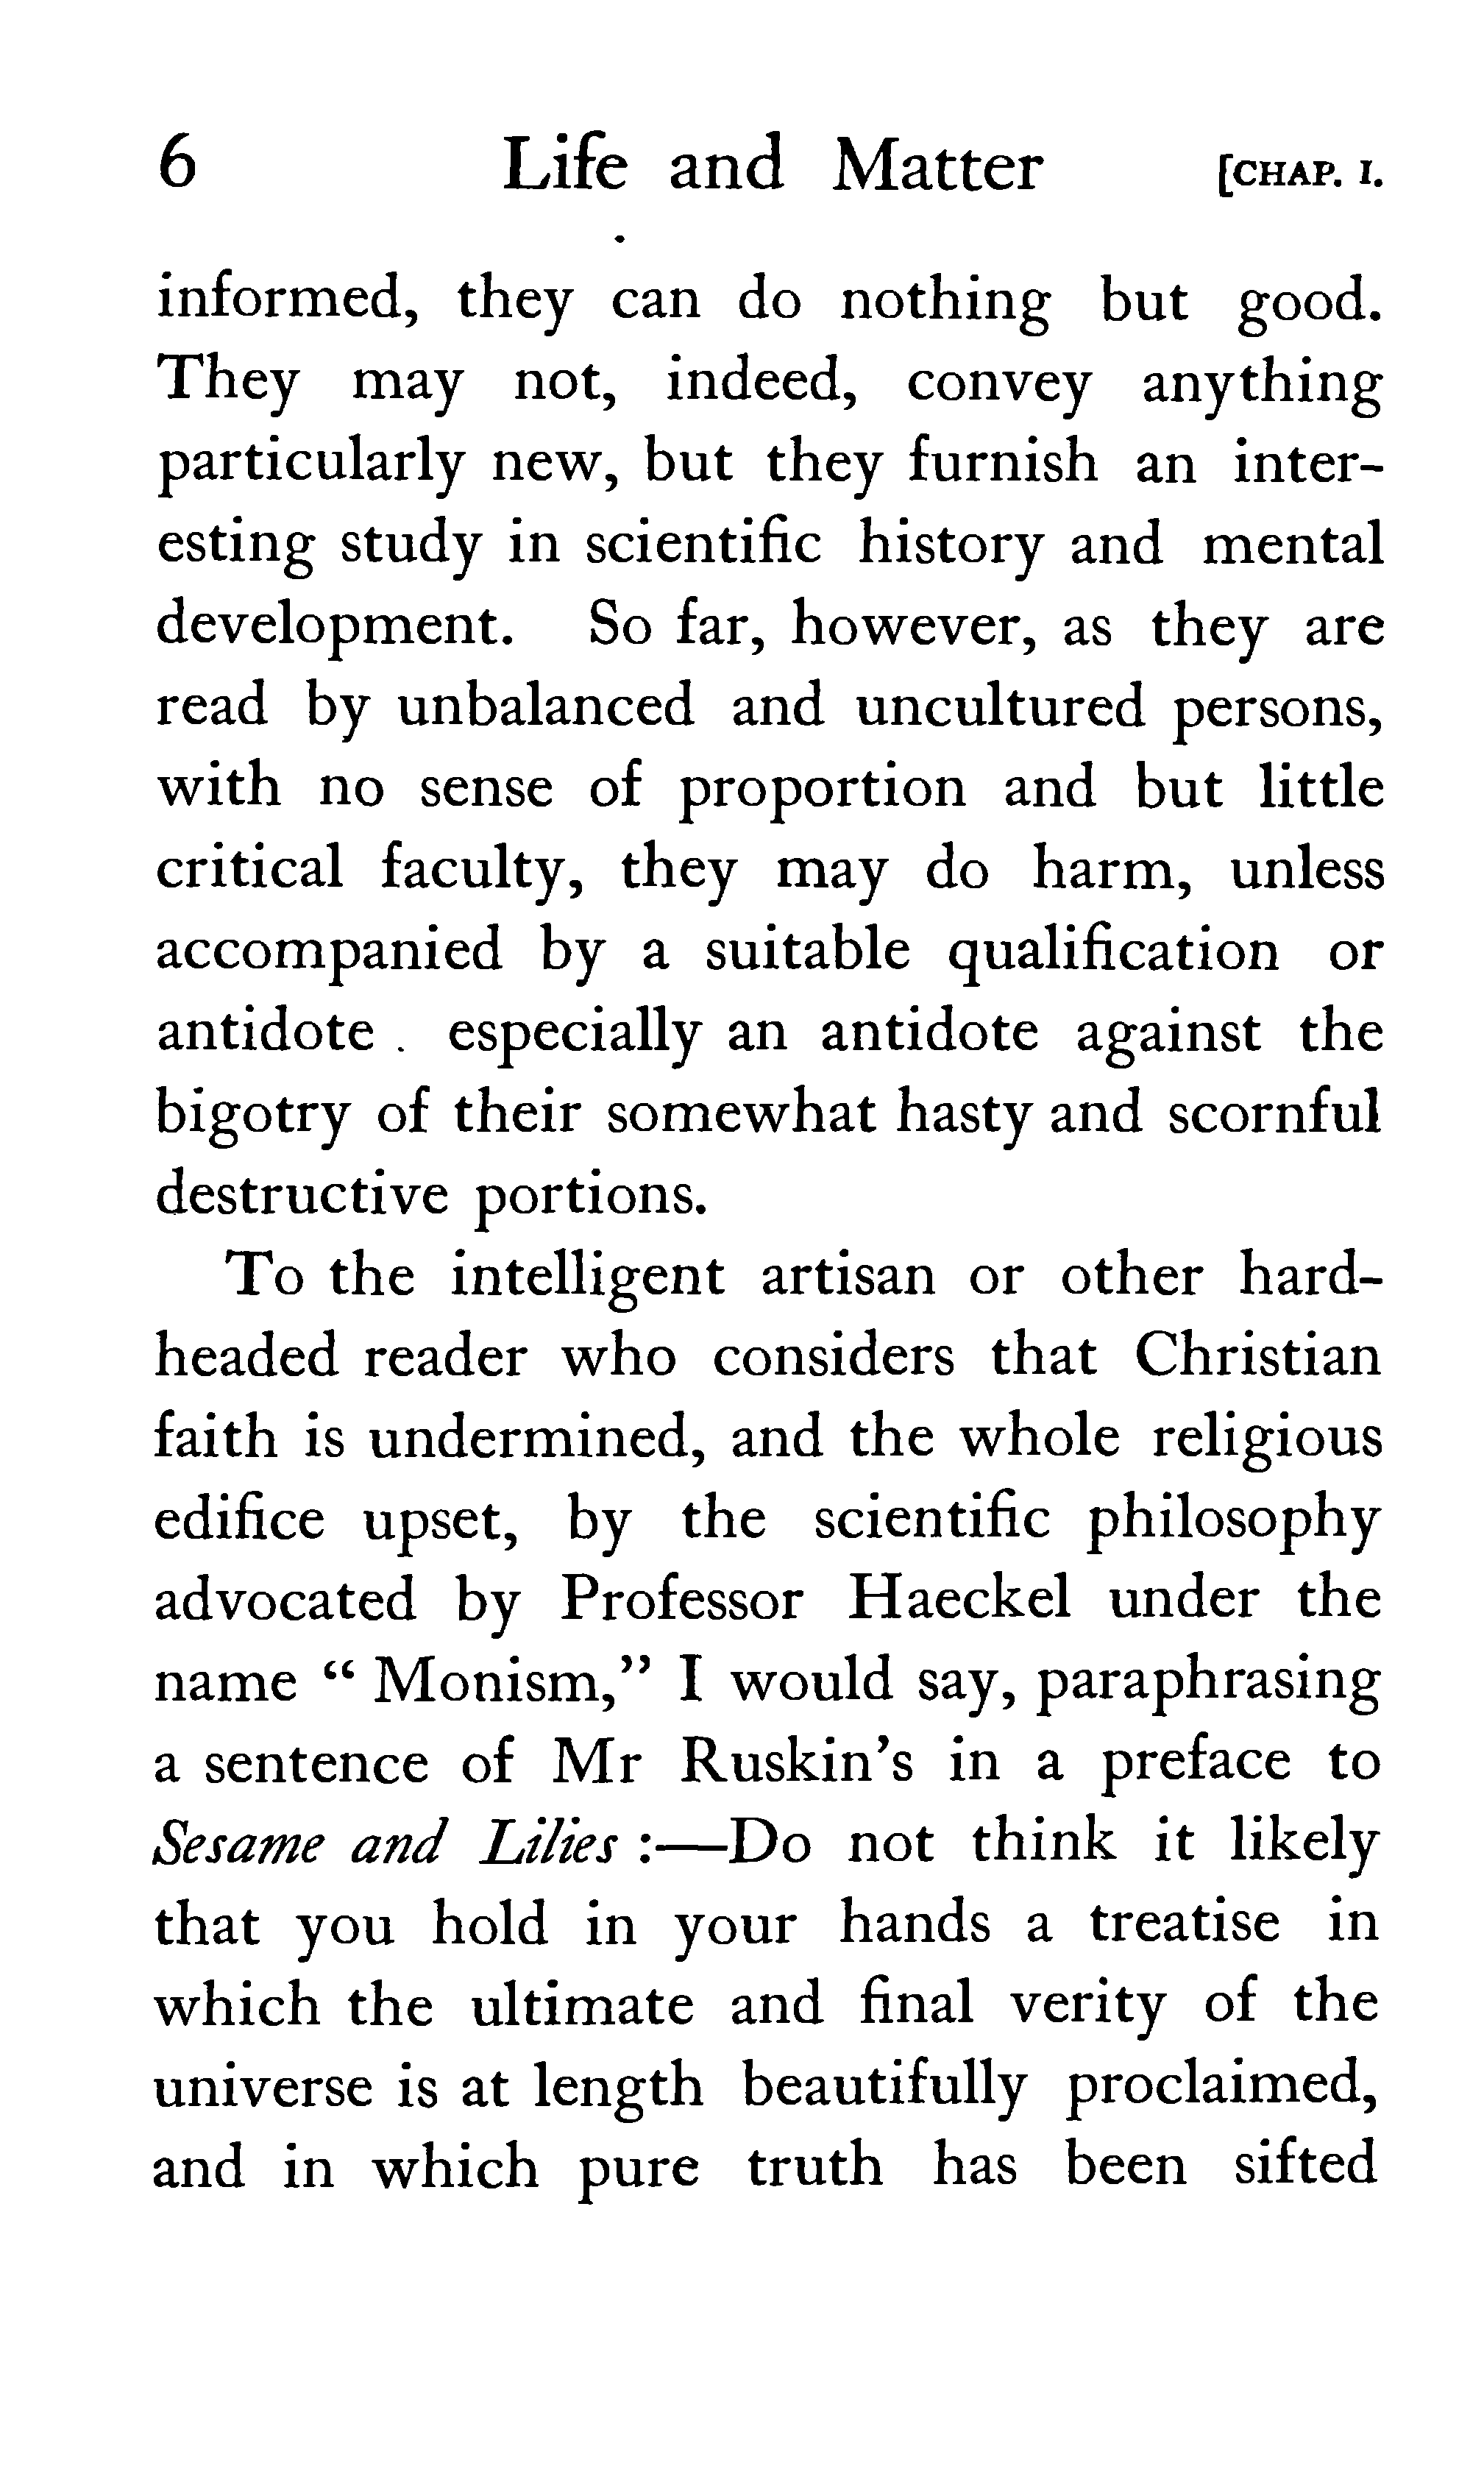 6 Life and Matter [CHAP. I.
informed, they can do nothing but good.
They may not, indeed, convey anything
particularly new, but they furnish an inter-
esting study in scientific history and mental
development. So far, however, as they are
read by unbalanced and uncultured persons,
with no sense of proportion and but little
critical faculty, they may do harm, unless
accompanied by a suitable qualification or
antidote . especially an antidote against the
bigotry of their somewhat hasty and scornful
destructive portions.
To the intelligent artisan or other hard-
headed reader who considers that Christian
faith is undermined, and the whole religious
edifice upset, by the scientific philosophy
advocated by Professor Haeckel under the
name “ Monism,” I would say, paraphrasing
a sentence of Mr Ruskin’s in a preface to
Sesame and Lilies :—Do not think it likely
that you hold in your hands a treatise in
which the ultimate and final verity of the
universe is at length beautifully proclaimed,
and in which pure truth has been sifted